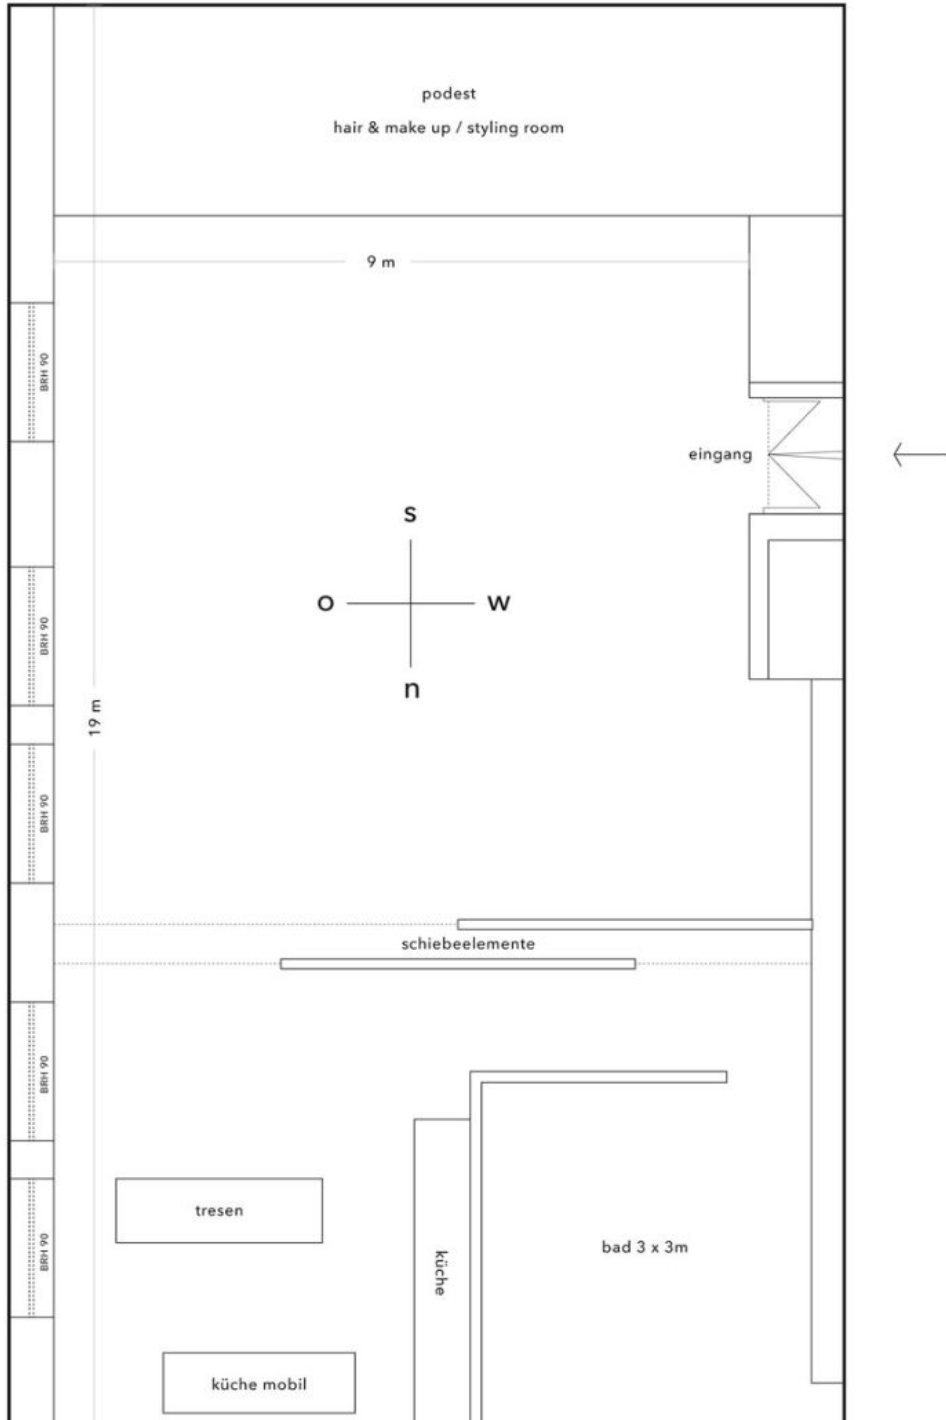 podest
hair & make up / styling room
9 m
BRH 90
eingang
s
o w
n
BRH 90
19 m
BRH 90
schiebeelemente
BRH 90
tresen
bad 3 x 3m
küche
BRH 90
küche mobil